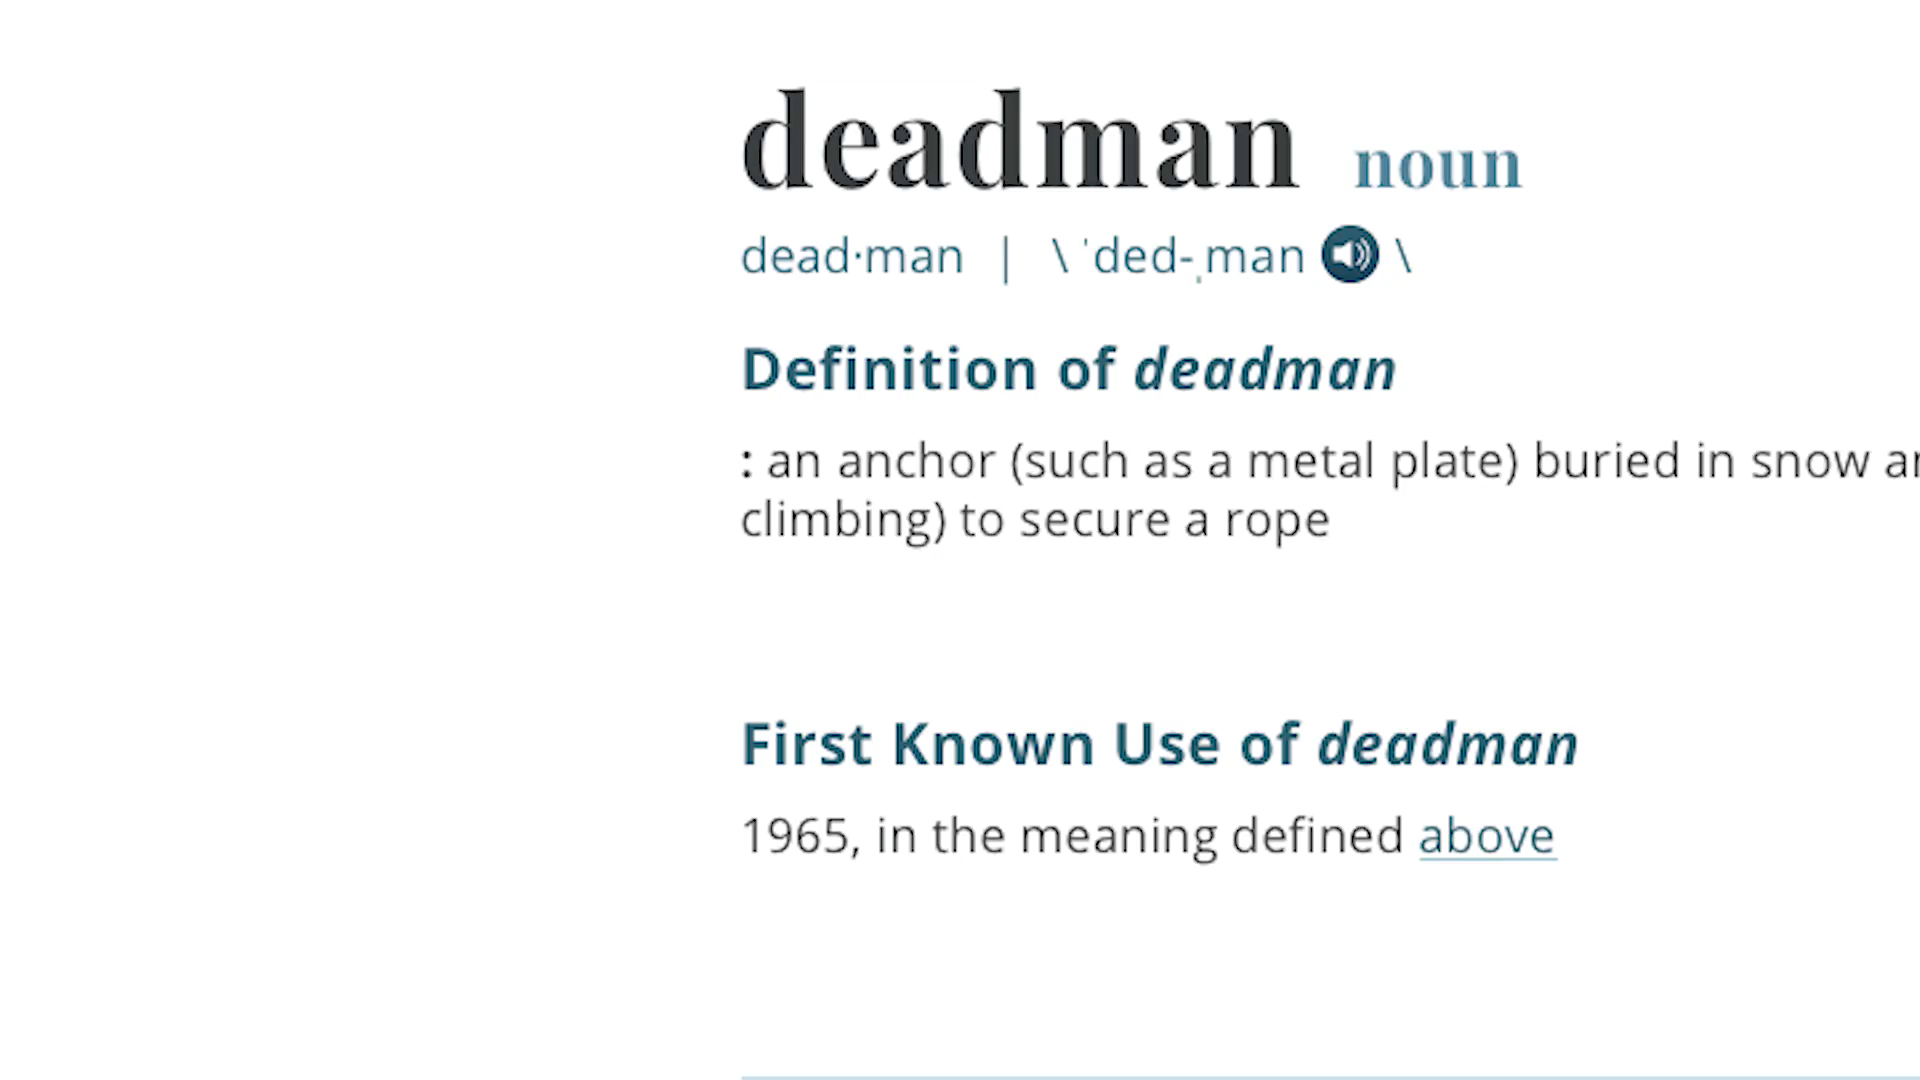 deadman noun
dead·man | \ ˈded-ˌman \
Definition of deadman
: an anchor (such as a metal plate) buried in snow
climbing) to secure a rope
First Known Use of deadman
1965, in the meaning defined above